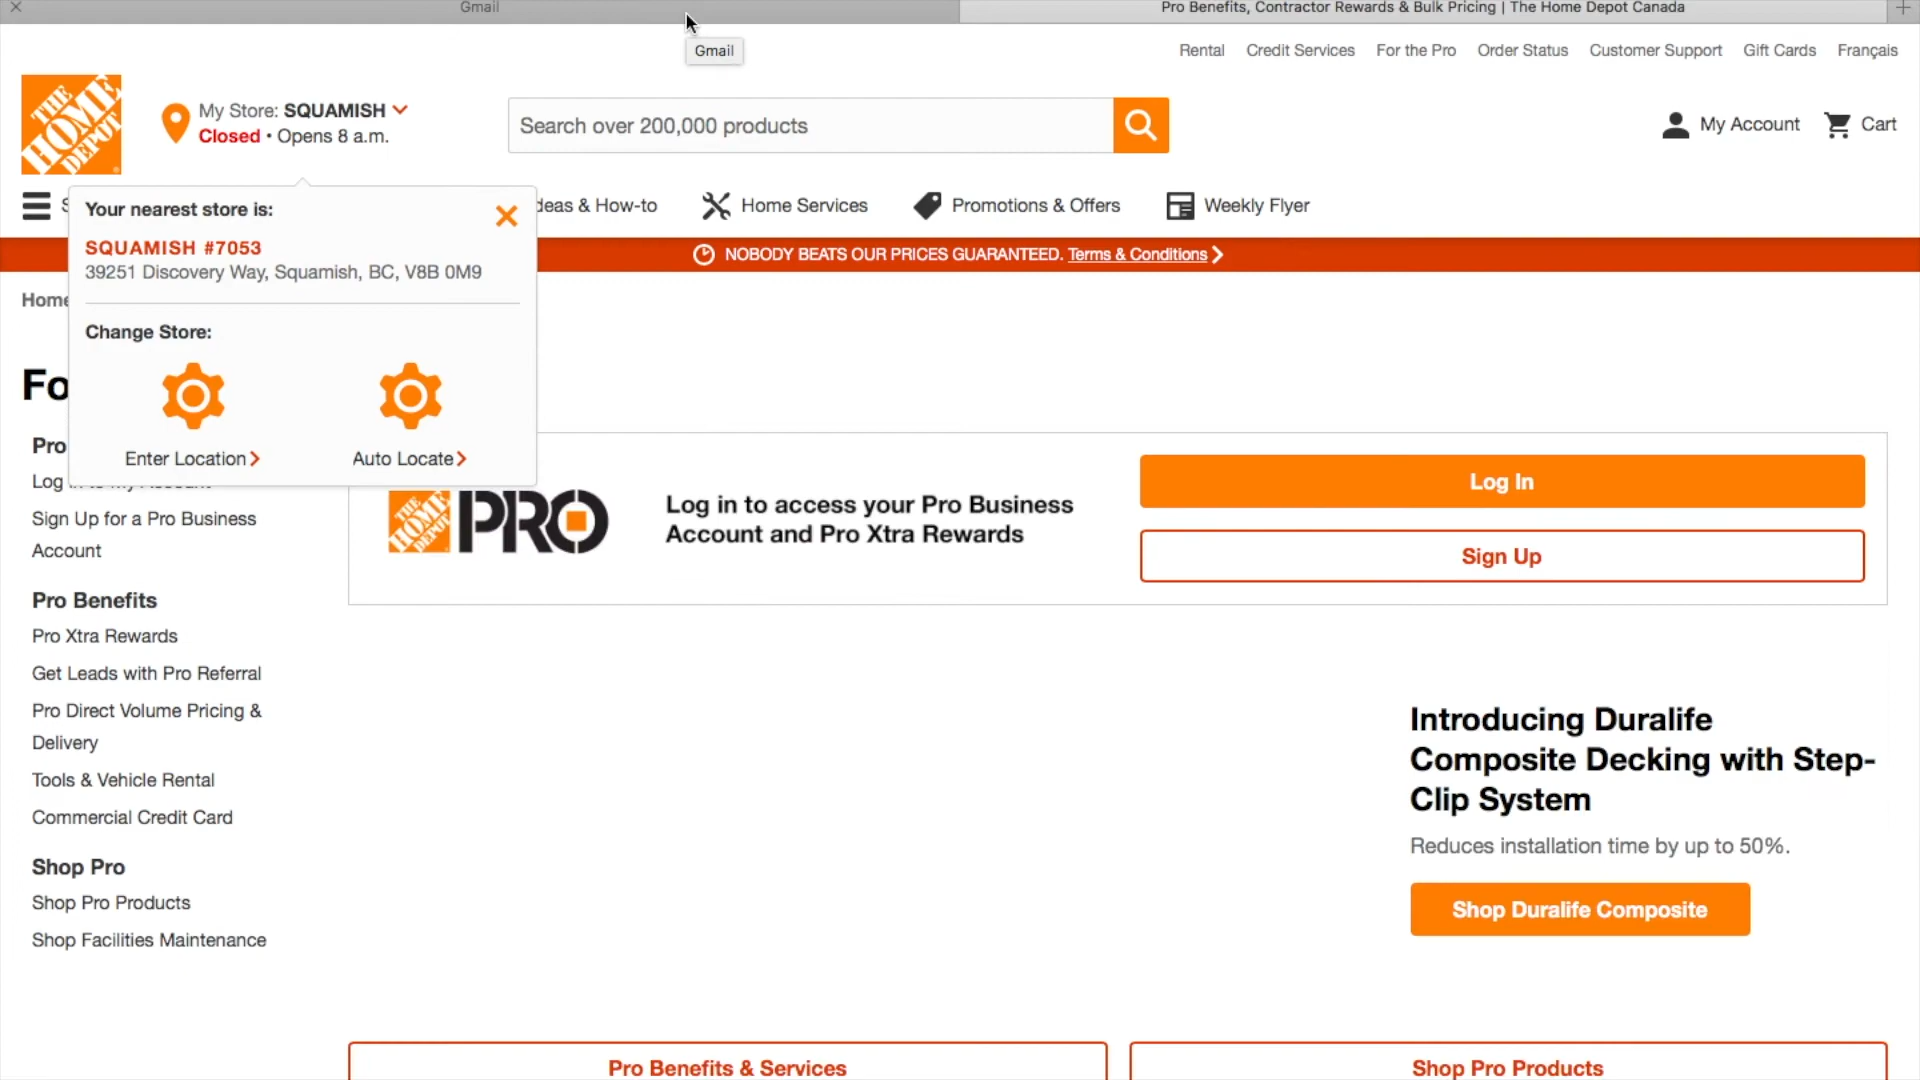 Gmail
Pro Benefits, Contractor Rewards & Bulk Pricing | The Home Depot Canada
Gmail
Rental Credit Services For the Pro Order Status Customer Support Gift Cards Français
THE HOME DEPOT
My Store: SQUAMISH
Closed • Opens 8 a.m.
Search over 200,000 products
My Account Cart
deas & How-to Home Services Promotions & Offers Weekly Flyer
Your nearest store is:
SQUAMISH #7053
39251 Discovery Way, Squamish, BC, V8B 0M9
Change Store:
Enter Location
Auto Locate
NOBODY BEATS OUR PRICES GUARANTEED. Terms & Conditions
Home
Fo
Pro
Log
Sign Up for a Pro Business
Account
Pro Benefits
Pro Xtra Rewards
Get Leads with Pro Referral
Pro Direct Volume Pricing &
Delivery
Tools & Vehicle Rental
Commercial Credit Card
Shop Pro
Shop Pro Products
Shop Facilities Maintenance
THE HOME DEPOT PRO
Log in to access your Pro Business
Account and Pro Xtra Rewards
Log In
Sign Up
Introducing Duralife
Composite Decking with Step-
Clip System
Reduces installation time by up to 50%.
Shop Duralife Composite
Pro Benefits & Services
Shop Pro Products